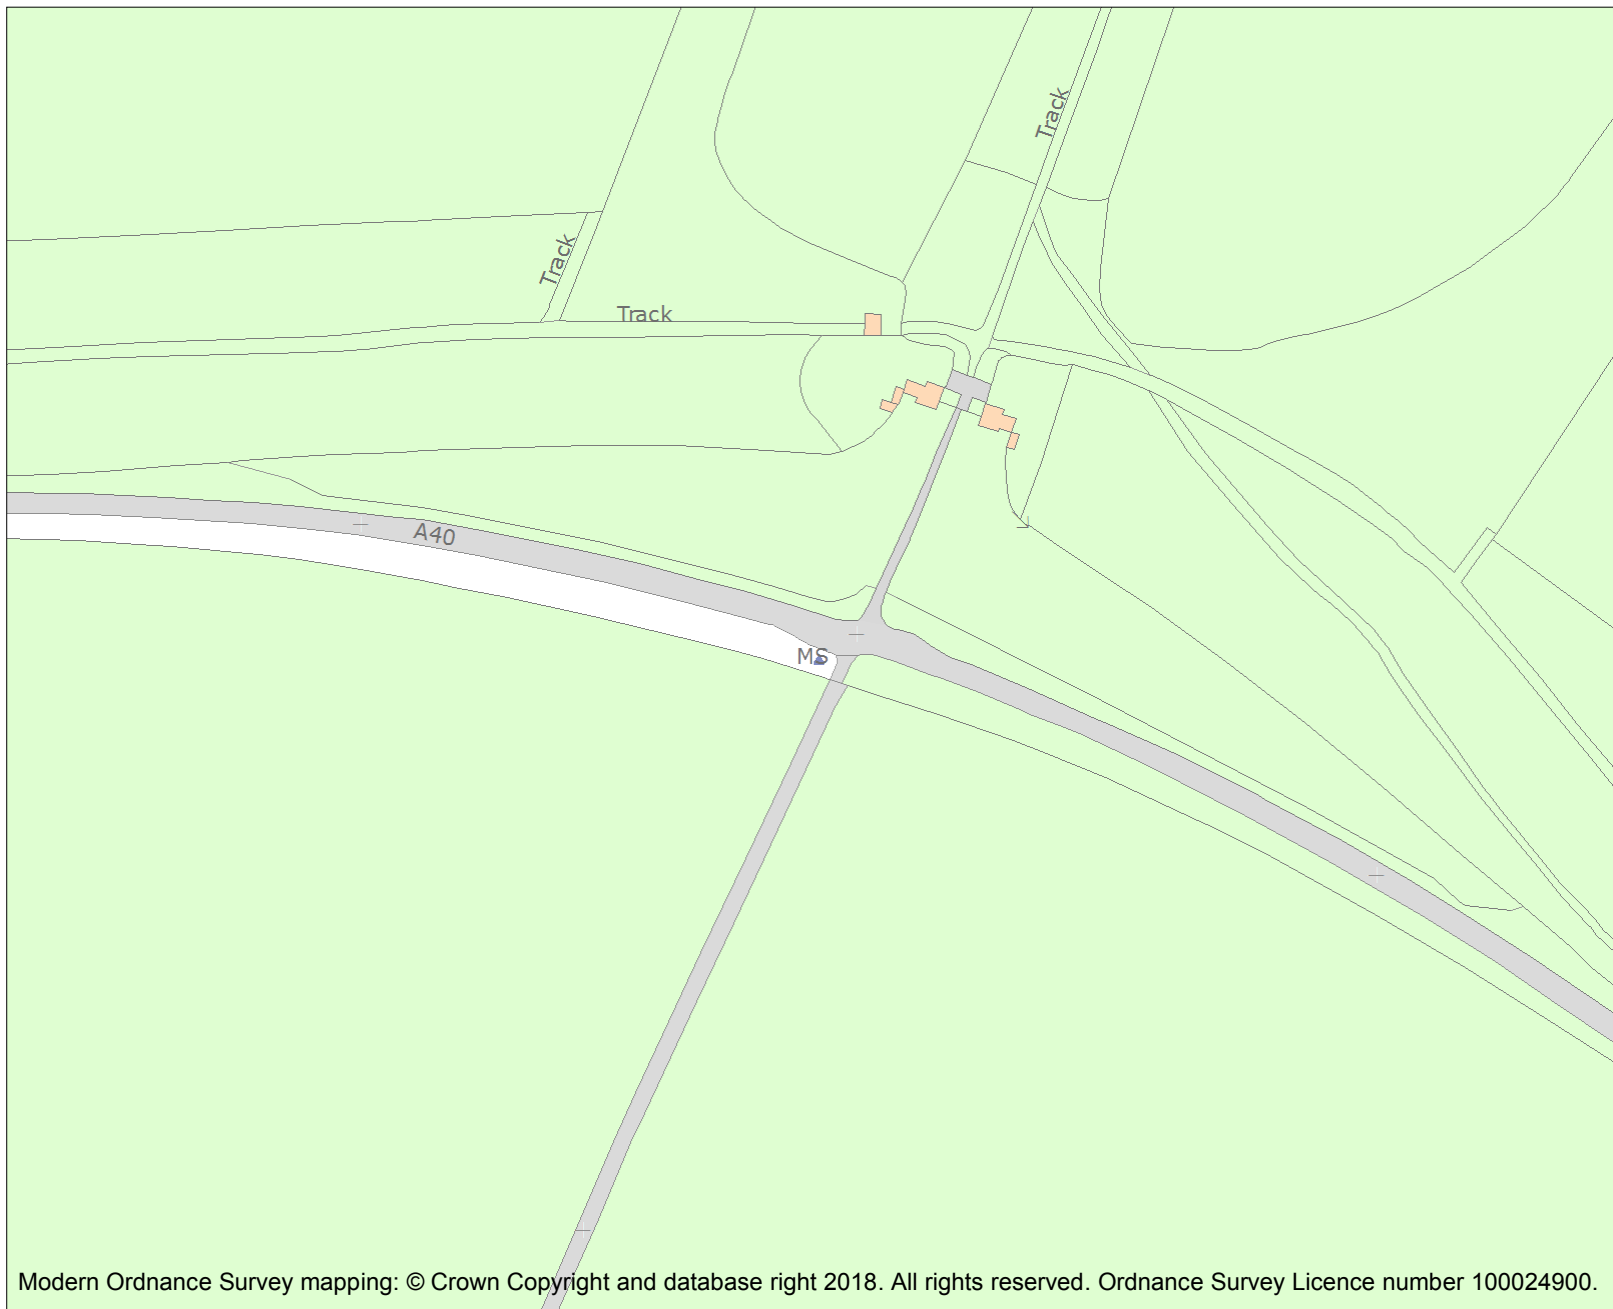 Track
Track
Track
A40
MS
Modern Ordnance Survey mapping: © Crown Copyright and database right 2018. All rights reserved. Ordnance Survey Licence number 100024900.